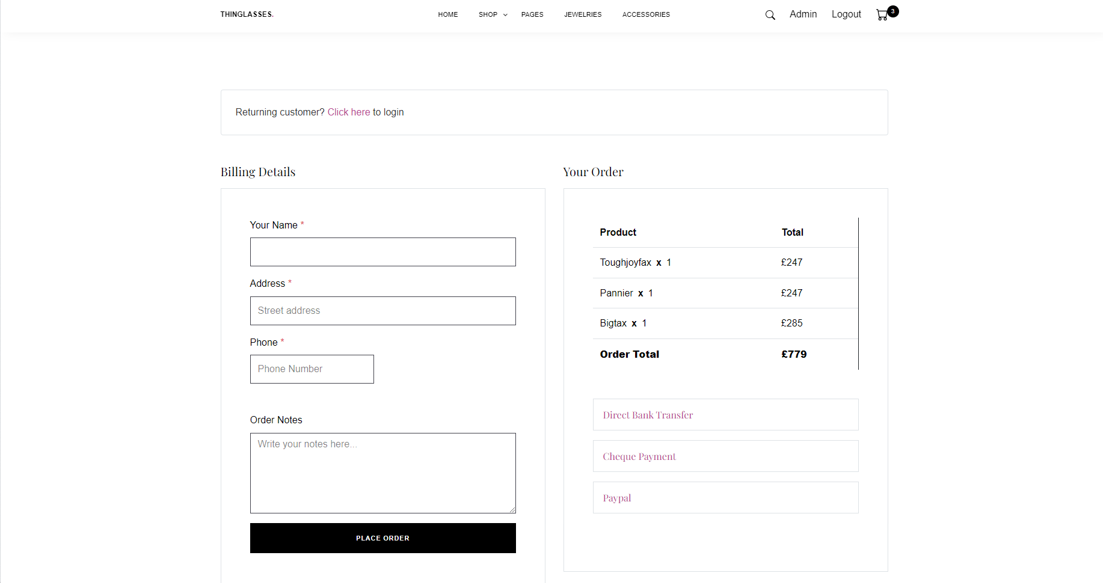 THINGLASSES. HOME SHOP PAGES JEWELRIES ACCESSORIES Admin Logout 3
Returning customer? Click here to login
Billing Details
Your Name *
Address *
Street address
Phone *
Phone Number
Order Notes
Write your notes here...
PLACE ORDER
Your Order
Product Total
Toughjoyfax x 1 £247
Pannier x 1 £247
Bigtax x 1 £285
Order Total £779
Direct Bank Transfer
Cheque Payment
Paypal